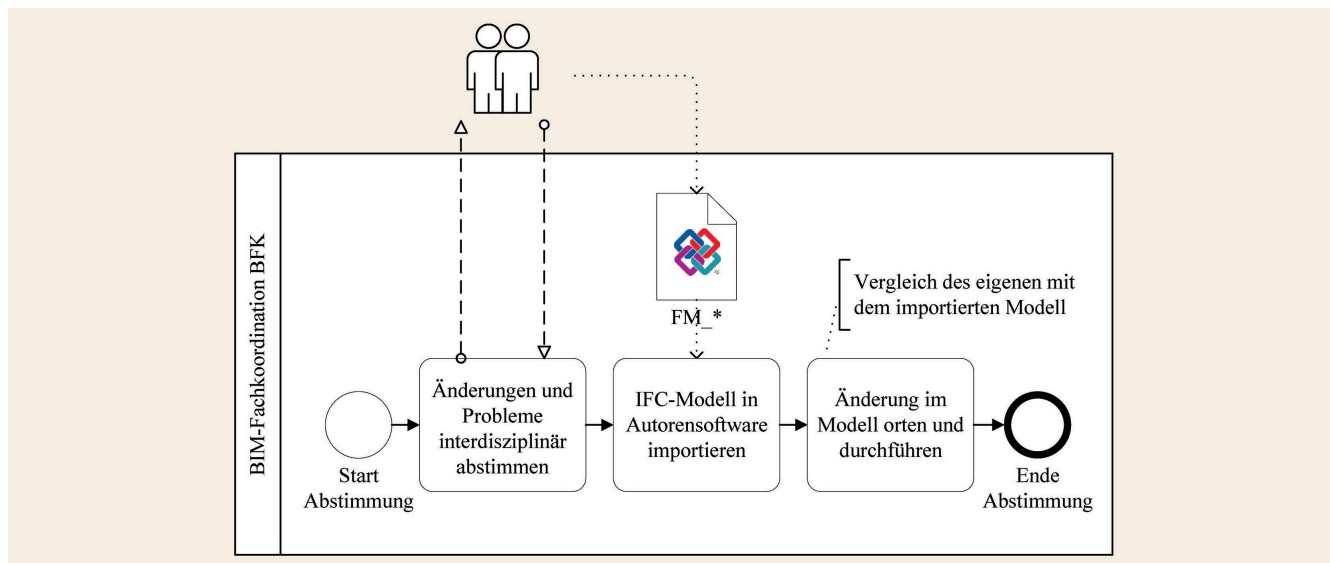 BIM-Fachkoordination BFK
FM_*
Vergleich des eigenen mit
dem importierten Modell
Start
Abstimmung
Änderungen und
Probleme
interdisziplinär
abstimmen
IFC-Modell in
Autorensoftware
importieren
Änderung im
Modell orten und
durchführen
Ende
Abstimmung